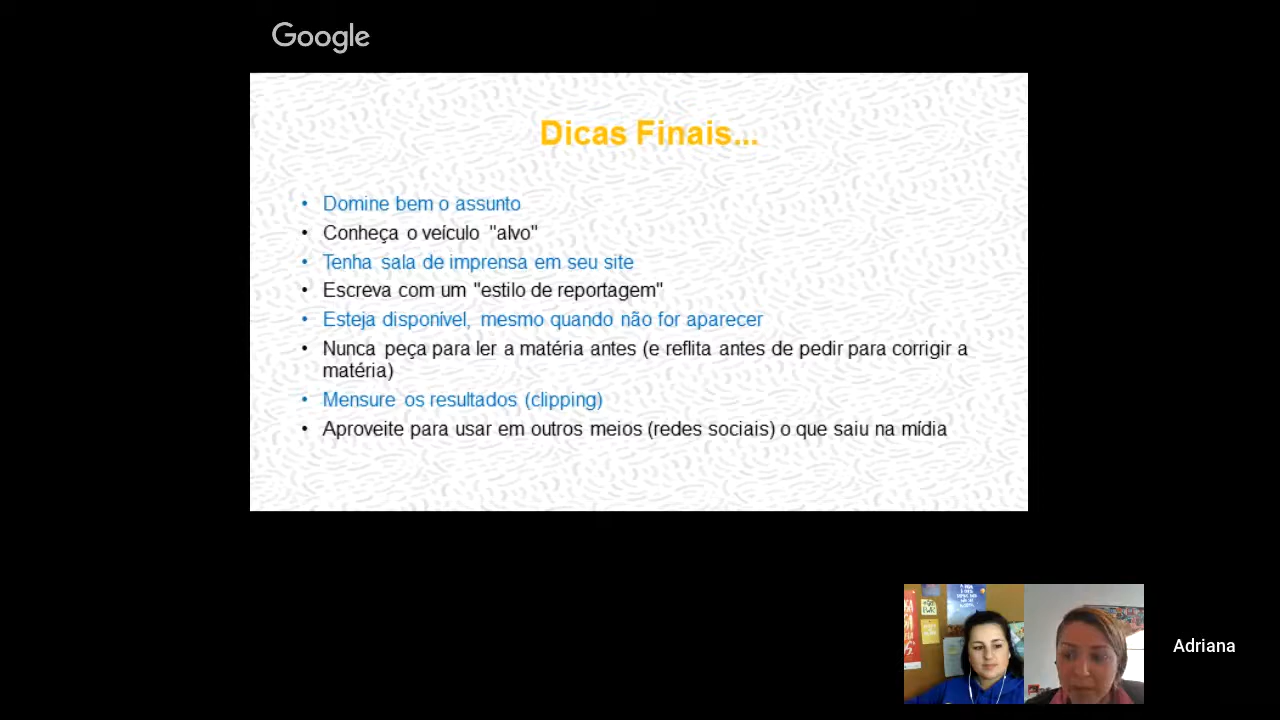 Google
Dicas Finais...
• Domine bem o assunto
• Conheça o veículo "alvo"
• Tenha sala de imprensa em seu site
• Escreva com um "estilo de reportagem"
• Esteja disponível, mesmo quando não for aparecer
• Nunca peça para ler a matéria antes (e reflita antes de pedir para corrigir a
matéria)
• Mensure os resultados (clipping)
• Aproveite para usar em outros meios (redes sociais) o que saiu na mídia
Adriana